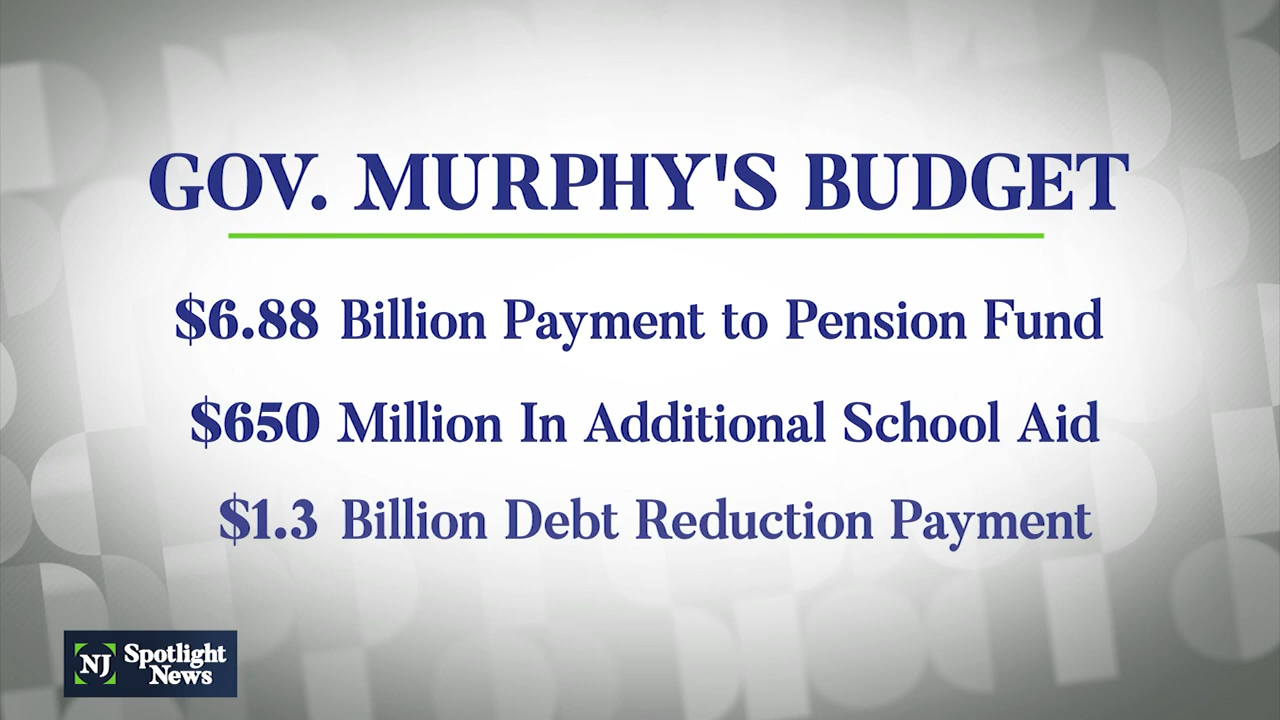 GOV. MURPHY'S BUDGET
$6.88 Billion Payment to Pension Fund
$650 Million In Additional School Aid
$1.3 Billion Debt Reduction Payment
NJ Spotlight
News